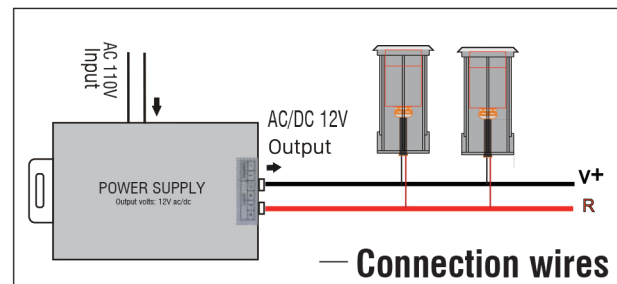 AC 110V
Input
AC/DC 12V
Output
POWER SUPPLY
Output volts: 12V ac/dc
V+
R
Connection wires